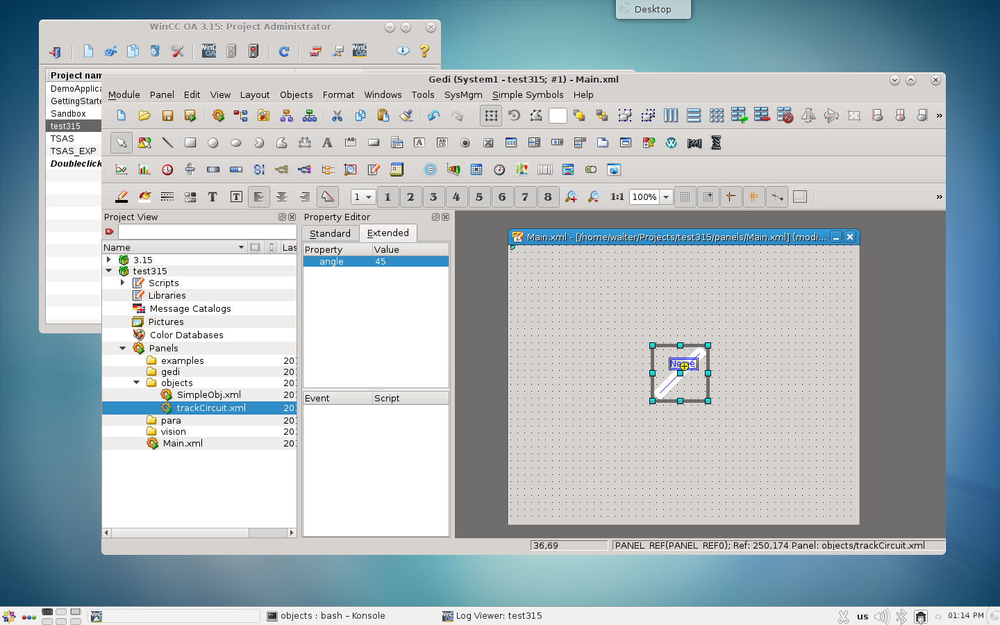 Desktop
WinCC OA 3.15: Project Administrator
Project nam
DemoApplica
GettingStarte
Sandbox
test315
TSAS
TSAS_EXP
Doubleclick
Gedi (System1 - test315; #1) - Main.xml
Module Panel Edit View Layout Objects Format Windows Tools SysMgm Simple Symbols Help
1 1 2 3 4 5 6 7 8 1:1 100%
Project View
Name Las
3.15
test315
Scripts
Libraries
Message Catalogs
Pictures
Color Databases
Panels
examples 20
gedi 20
objects 20
SimpleObj.xml 20
trackCircuit.xml 20
para 20
vision 20
Main.xml 20
Property Editor
Standard Extended
Property Value
angle 45
Event Script
Main.xml - [/home/walter/Projects/test315/panels/Main.xml] (modi...
Name
36,69
PANEL_REF(PANEL_REF0); Ref: 250,174 Panel: objects/trackCircuit.xml
objects : bash – Konsole
Log Viewer: test315
us
01:14 PM